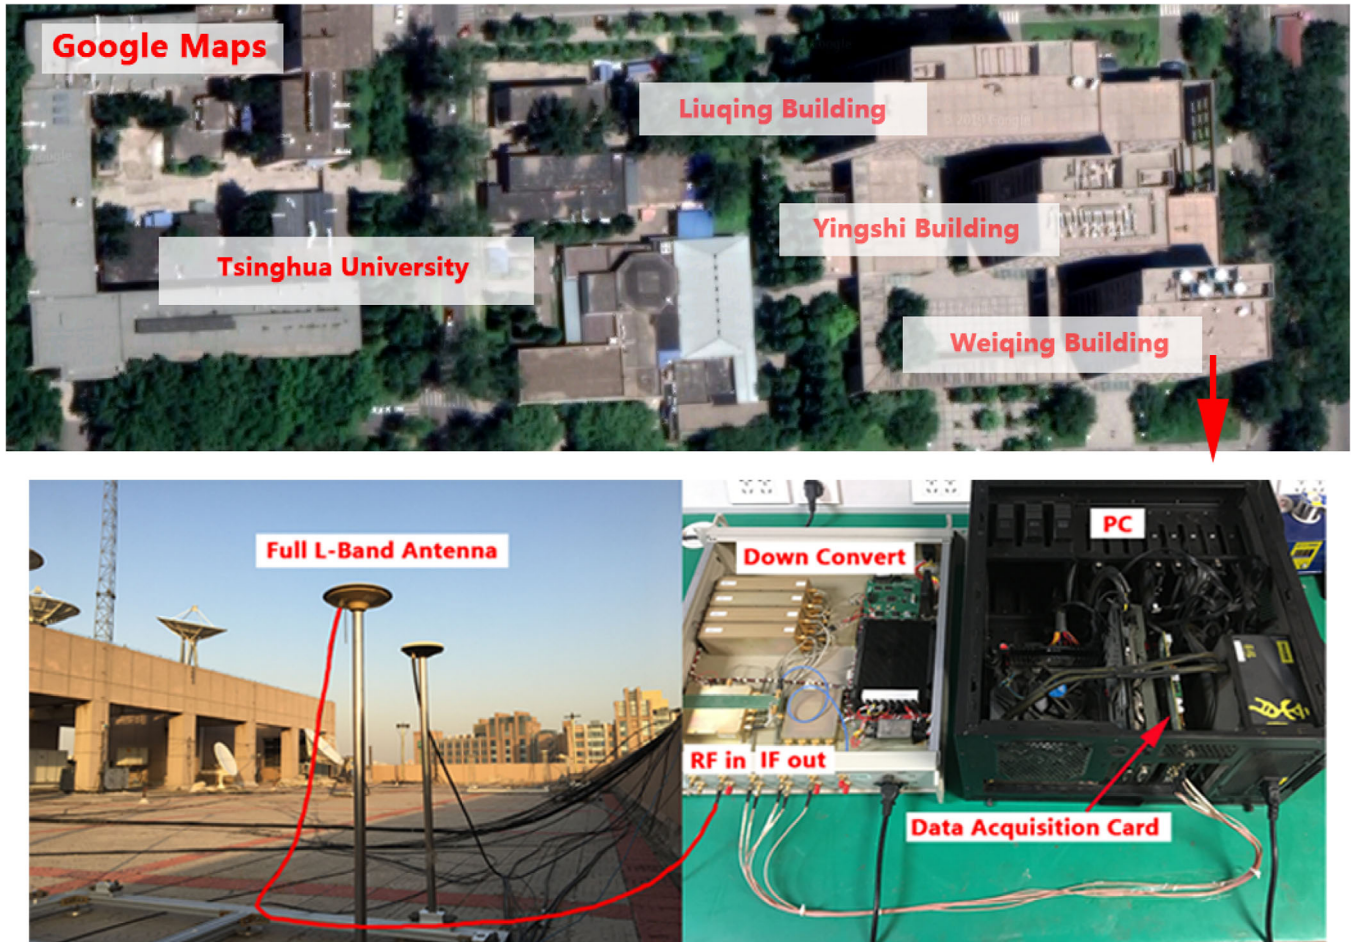 Google Maps
Liuqing Building
Yingshi Building
Tsinghua University
Weiqing Building
Full L-Band Antenna
Down Convert
PC
RF in
IF out
Data Acquisition Card